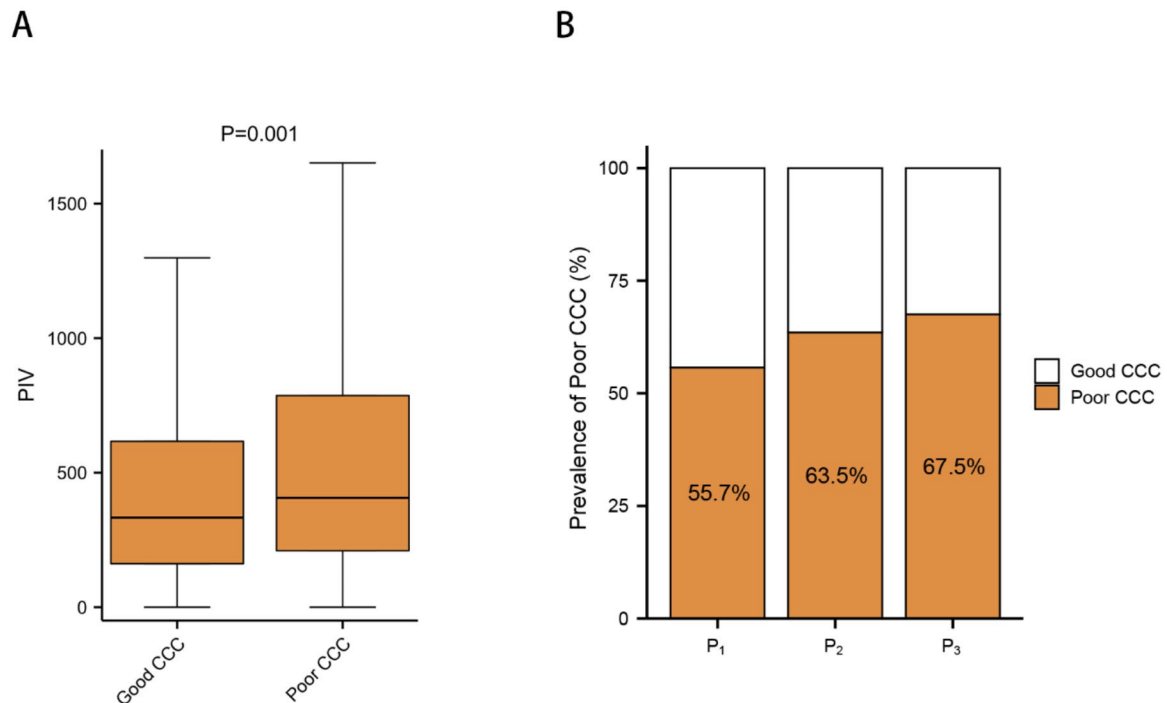 A
P=0.001
PIV
1500
1000
500
0
Good CCC
Poor CCC
B
Prevalence of Poor CCC (%)
100
75
50
25
0
55.7%
63.5%
67.5%
P₁
P₂
P₃
Good CCC
Poor CCC